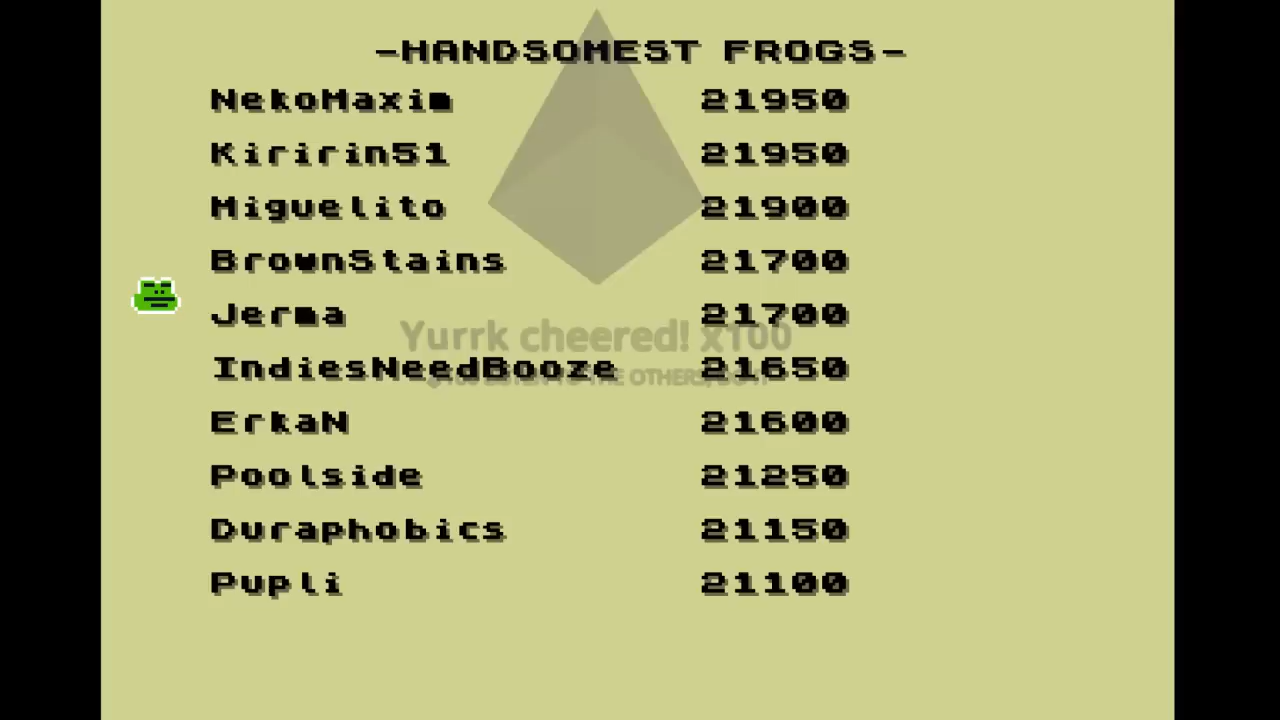 -HANDSOMEST FROGS-
NekoMaxim 21950
Kiririn51 21950
Miguelito 21900
BrownStains 21700
Jerma 21700
Yurrk cheered! x100
IndiesNeedBooze 21650
ErkaN 21600
Poolside 21250
Duraphobics 21150
Pupli 21100